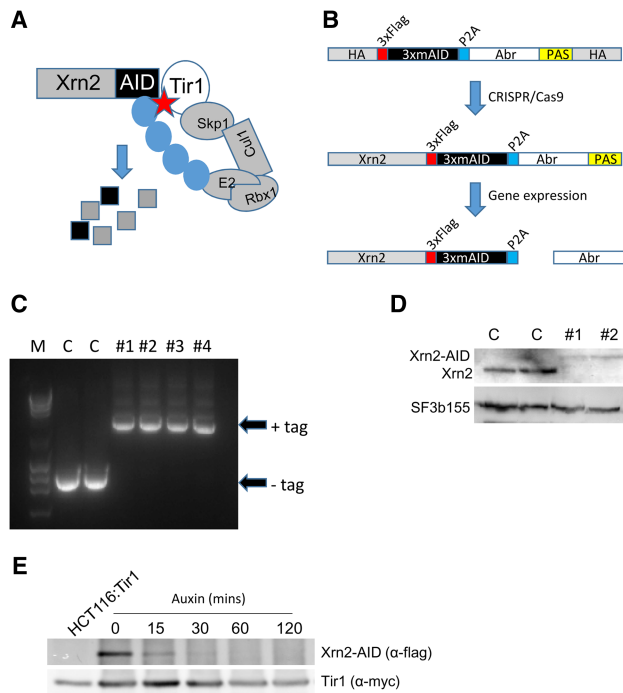 A
Xrn2 AID Tir1
Skp1
Cul1
E2
Rbx1
B
3xFlag P2A
HA 3xmAID Abr PAS HA
CRISPR/Cas9
3xFlag P2A
Xrn2 3xmAID Abr PAS
Gene expression
3xFlag P2A
Xrn2 3xmAID Abr
C
M C C #1 #2 #3 #4
+ tag
- tag
D
C C #1 #2
Xrn2-AID
Xrn2
SF3b155
E
HCT116:Tir1
Auxin (mins)
0 15 30 60 120
Xrn2-AID (α-flag)
Tir1 (α-myc)